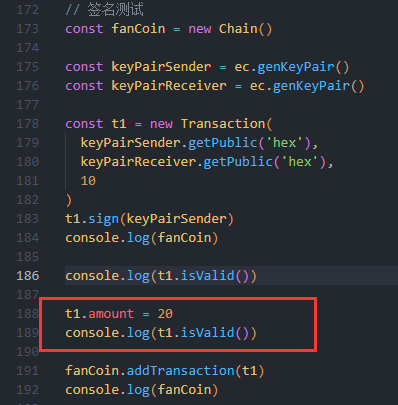 172 // 签名测试
173 const fanCoin = new Chain()
174
175 const keyPairSender = ec.genKeyPair()
176 const keyPairReceiver = ec.genKeyPair()
177
178 const t1 = new Transaction(
179 keyPairSender.getPublic('hex'),
180 keyPairReceiver.getPublic('hex'),
181 10
182 )
183 t1.sign(keyPairSender)
184 console.log(fanCoin)
185
186 console.log(t1.isValid())
187
188 t1.amount = 20
189 console.log(t1.isValid())
190
191 fanCoin.addTransaction(t1)
192 console.log(fanCoin)